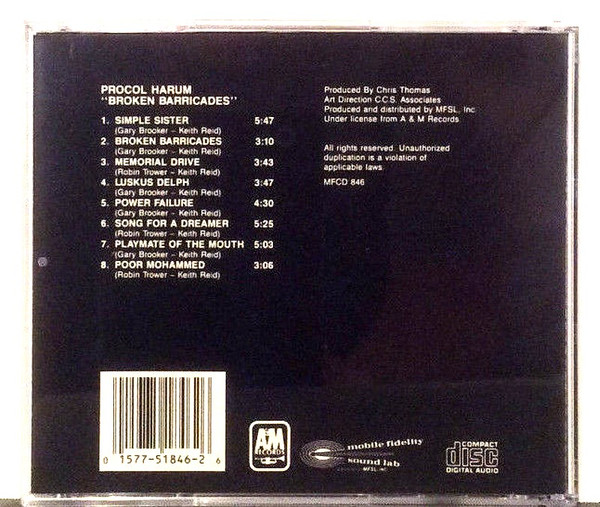 PROCOL HARUM
"BROKEN BARRICADES"
1. SIMPLE SISTER 5:47
(Gary Brooker – Keith Reid)
2. BROKEN BARRICADES 3:10
(Gary Brooker – Keith Reid)
3. MEMORIAL DRIVE 3:43
(Robin Trower – Keith Reid)
4. LUSKUS DELPH 3:47
(Gary Brooker – Keith Reid)
5. POWER FAILURE 4:30
(Gary Brooker – Keith Reid)
6. SONG FOR A DREAMER 5:25
(Robin Trower – Keith Reid)
7. PLAYMATE OF THE MOUTH 5:03
(Gary Brooker – Keith Reid)
8. POOR MOHAMMED 3:06
(Robin Trower – Keith Reid)
Produced By Chris Thomas
Art Direction C.C.S. Associates
Produced and distributed by MFSL, Inc.
Under license from A & M Records
All rights reserved. Unauthorized
duplication is a violation of
applicable laws.
MFCD 846
0 1577-51846-2 6
A&M
RECORDS
mobile fidelity
sound lab
MFSL, INC.
COMPACT
disc
DIGITAL AUDIO